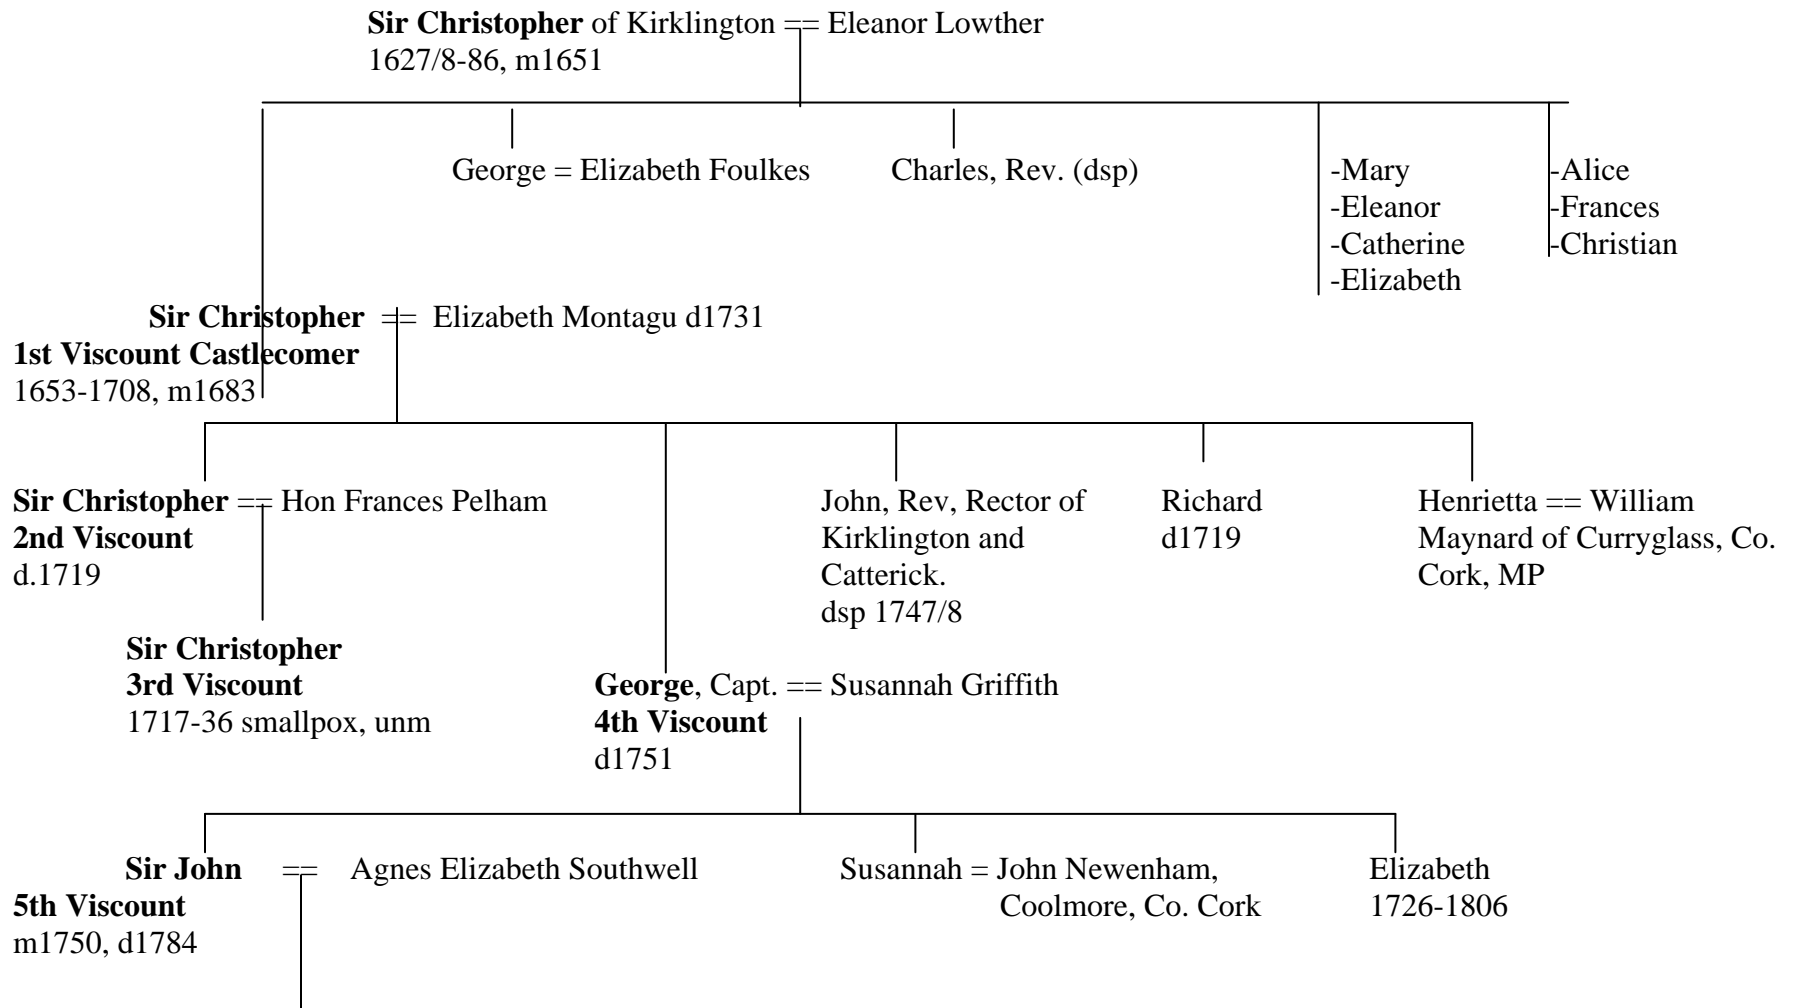 Sir Christopher of Kirklington == Eleanor Lowther
1627/8-86, m1651
George = Elizabeth Foulkes
Charles, Rev. (dsp)
-Mary
-Eleanor
-Catherine
-Elizabeth
-Alice
-Frances
-Christian
Sir Christopher == Elizabeth Montagu d1731
1st Viscount Castlecomer
1653-1708, m1683
Sir Christopher == Hon Frances Pelham
2nd Viscount
d.1719
John, Rev, Rector of
Kirklington and
Catterick.
dsp 1747/8
Richard
d1719
Henrietta == William
Maynard of Curryglass, Co.
Cork, MP
Sir Christopher
3rd Viscount
1717-36 smallpox, unm
George, Capt. == Susannah Griffith
4th Viscount
d1751
Sir John == Agnes Elizabeth Southwell
5th Viscount
m1750, d1784
Susannah = John Newenham,
Coolmore, Co. Cork
Elizabeth
1726-1806